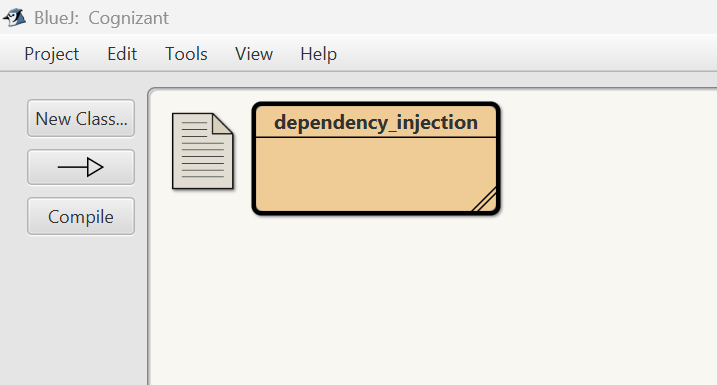 BlueJ: Cognizant
Project Edit Tools View Help
New Class...
dependency_injection
Compile